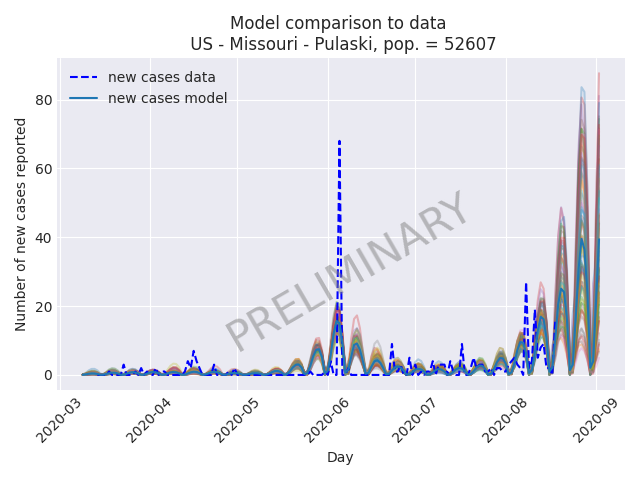 Model comparison to data
US - Missouri - Pulaski, pop. = 52607
new cases data
new cases model
PRELIMINARY
Number of new cases reported
80
60
40
20
0
2020-03
2020-04
2020-05
2020-06
2020-07
2020-08
2020-09
Day